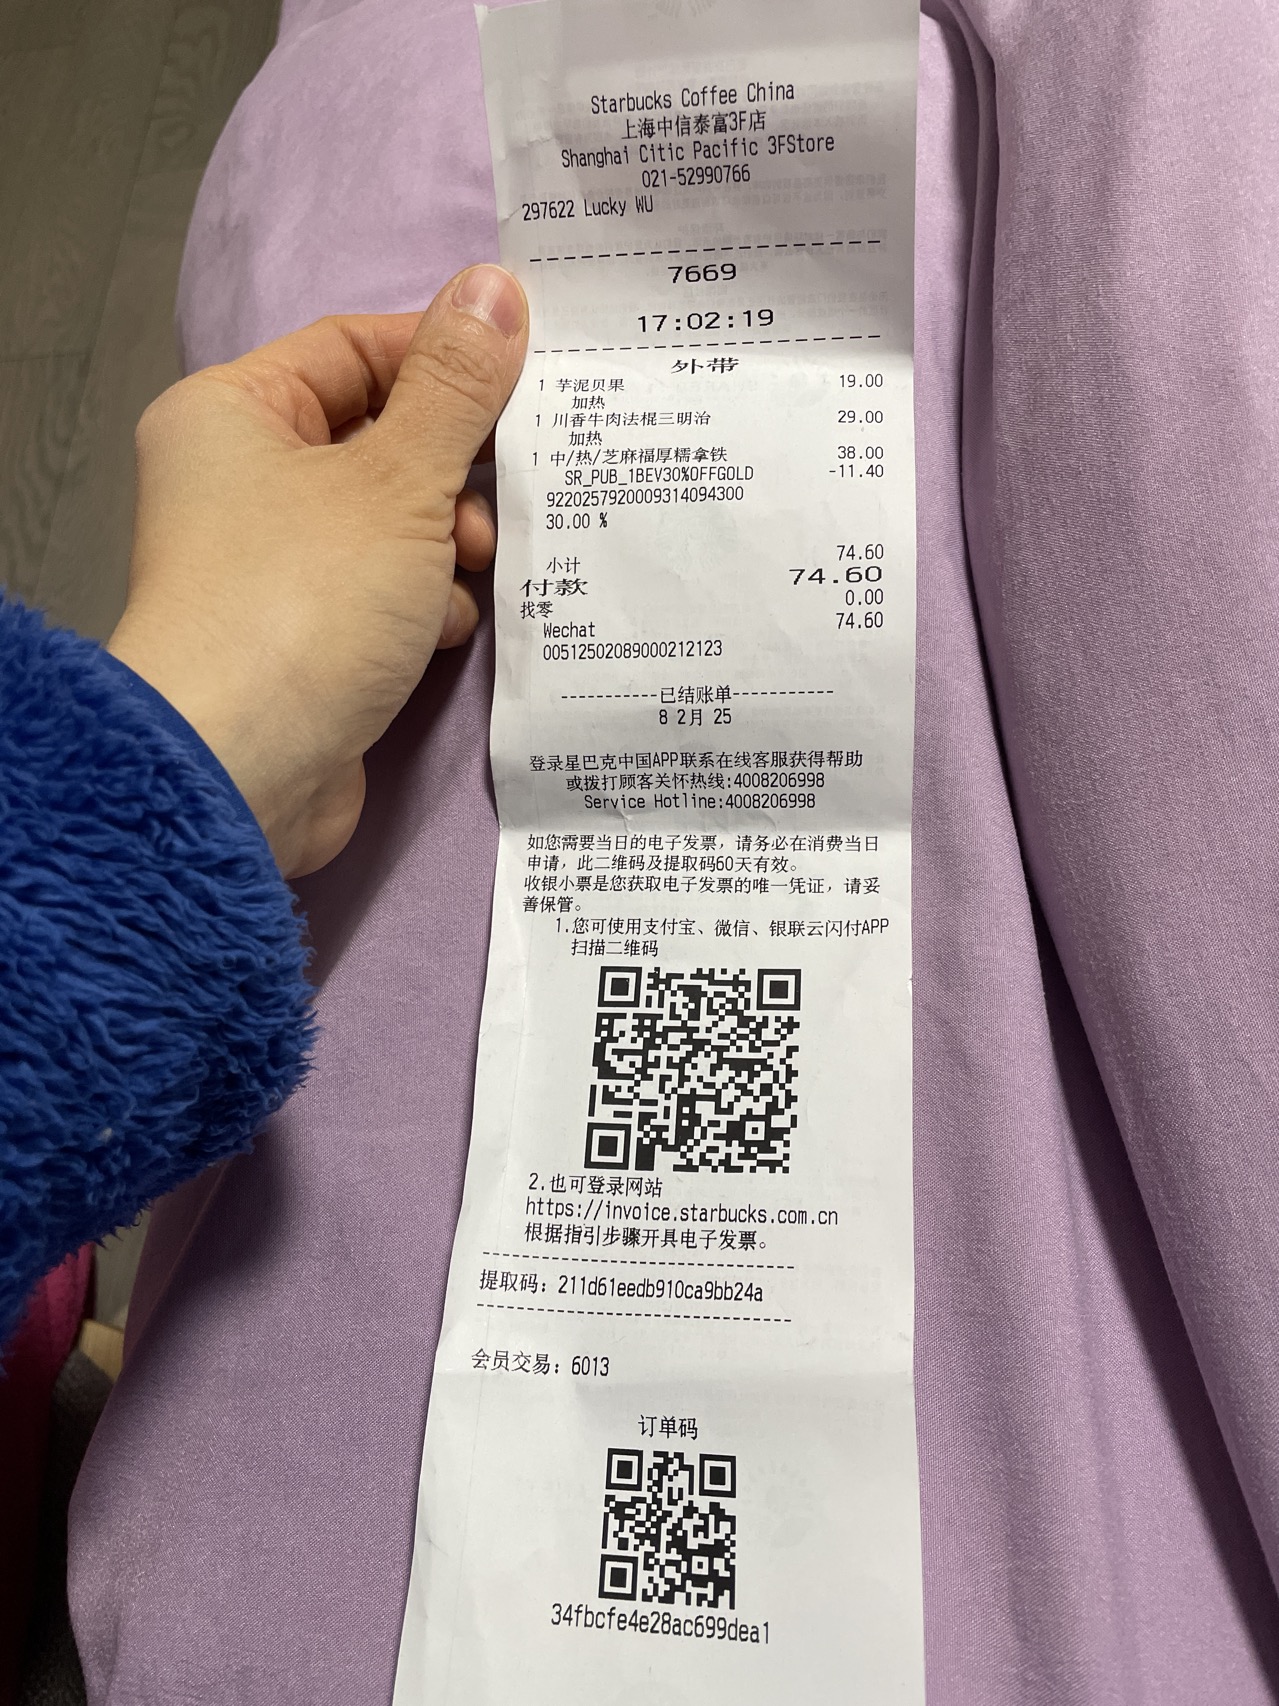 Starbucks Coffee China
上海中信泰富3F店
Shanghai Citic Pacific 3FStore
021-52990766
297622 Lucky WU
7669
17:02:19
外带
1 芋泥贝果 19.00
加热
1 川香牛肉法棍三明治 29.00
加热
1 中/热/芝麻福厚糯拿铁 38.00
SR_PUB_1BEV30%OFFGOLD -11.40
9220257920009314094300
30.00 %
小计 74.60
付款 74.60
找零 0.00
Wechat 74.60
00512502089000212123
-----------已结账单-----------
8 2月 25
登录星巴克中国APP联系在线客服获得帮助
或拨打顾客关怀热线:4008206998
Service Hotline:4008206998
如您需要当日的电子发票，请务必在消费当日
申请，此二维码及提取码60天有效。
收银小票是您获取电子发票的唯一凭证，请妥
善保管。
1.您可使用支付宝、微信、银联云闪付APP
扫描二维码
2.也可登录网站
https://invoice.starbucks.com.cn
根据指引步骤开具电子发票。
提取码：211d61eedb910ca9bb24a
会员交易：6013
订单码
34fbcfe4e28ac699dea1